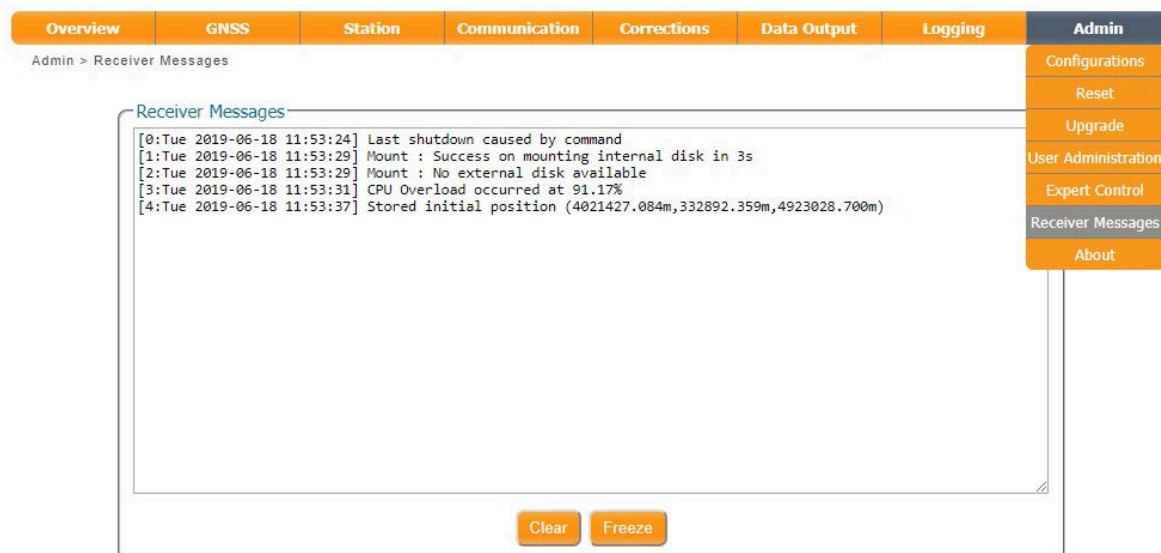 Overview GNSS Station Communication Corrections Data Output Logging Admin
Admin > Receiver Messages
Configurations
Reset
Upgrade
User Administration
Expert Control
Receiver Messages
About
Receiver Messages
[0:Tue 2019-06-18 11:53:24] Last shutdown caused by command
[1:Tue 2019-06-18 11:53:29] Mount : Success on mounting internal disk in 3s
[2:Tue 2019-06-18 11:53:29] Mount : No external disk available
[3:Tue 2019-06-18 11:53:31] CPU Overload occurred at 91.17%
[4:Tue 2019-06-18 11:53:37] Stored initial position (4021427.084m,332892.359m,4923028.700m)
Clear Freeze